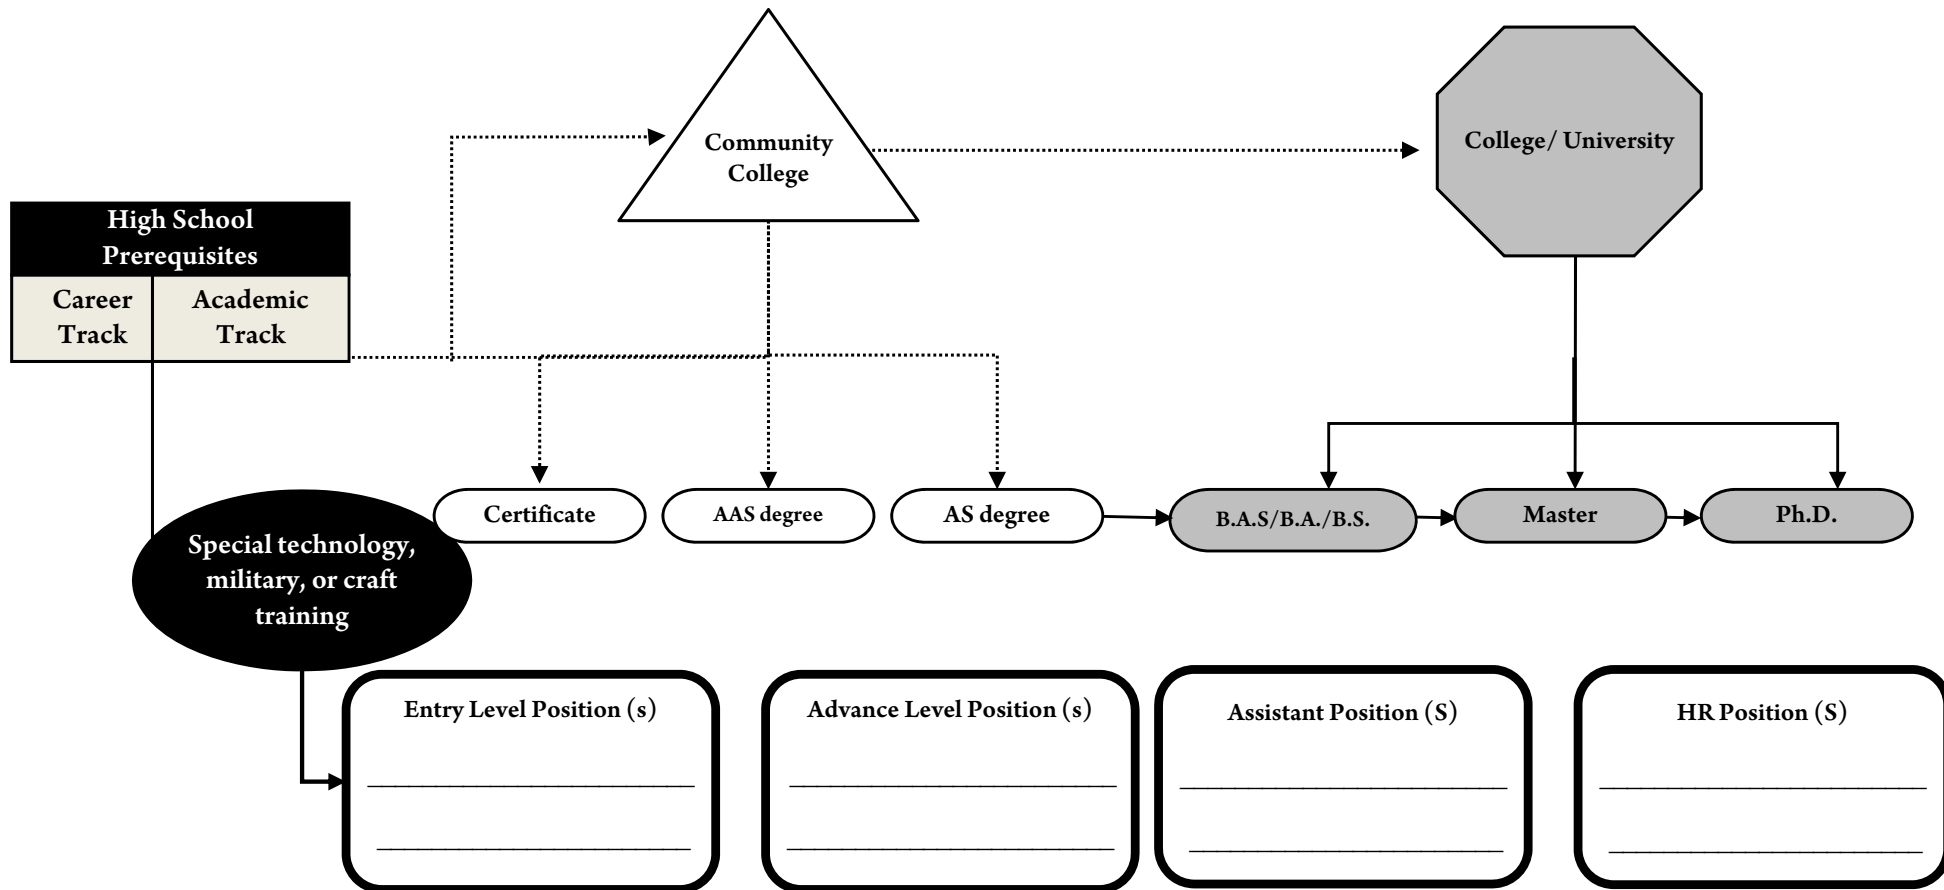 Community
College
College/ University
High School
Prerequisites
Career
Track
Academic
Track
Certificate
AAS degree
AS degree
B.A.S/B.A./B.S.
Master
Ph.D.
Special technology,
military, or craft
training
Entry Level Position (s)
Advance Level Position (s)
Assistant Position (S)
HR Position (S)